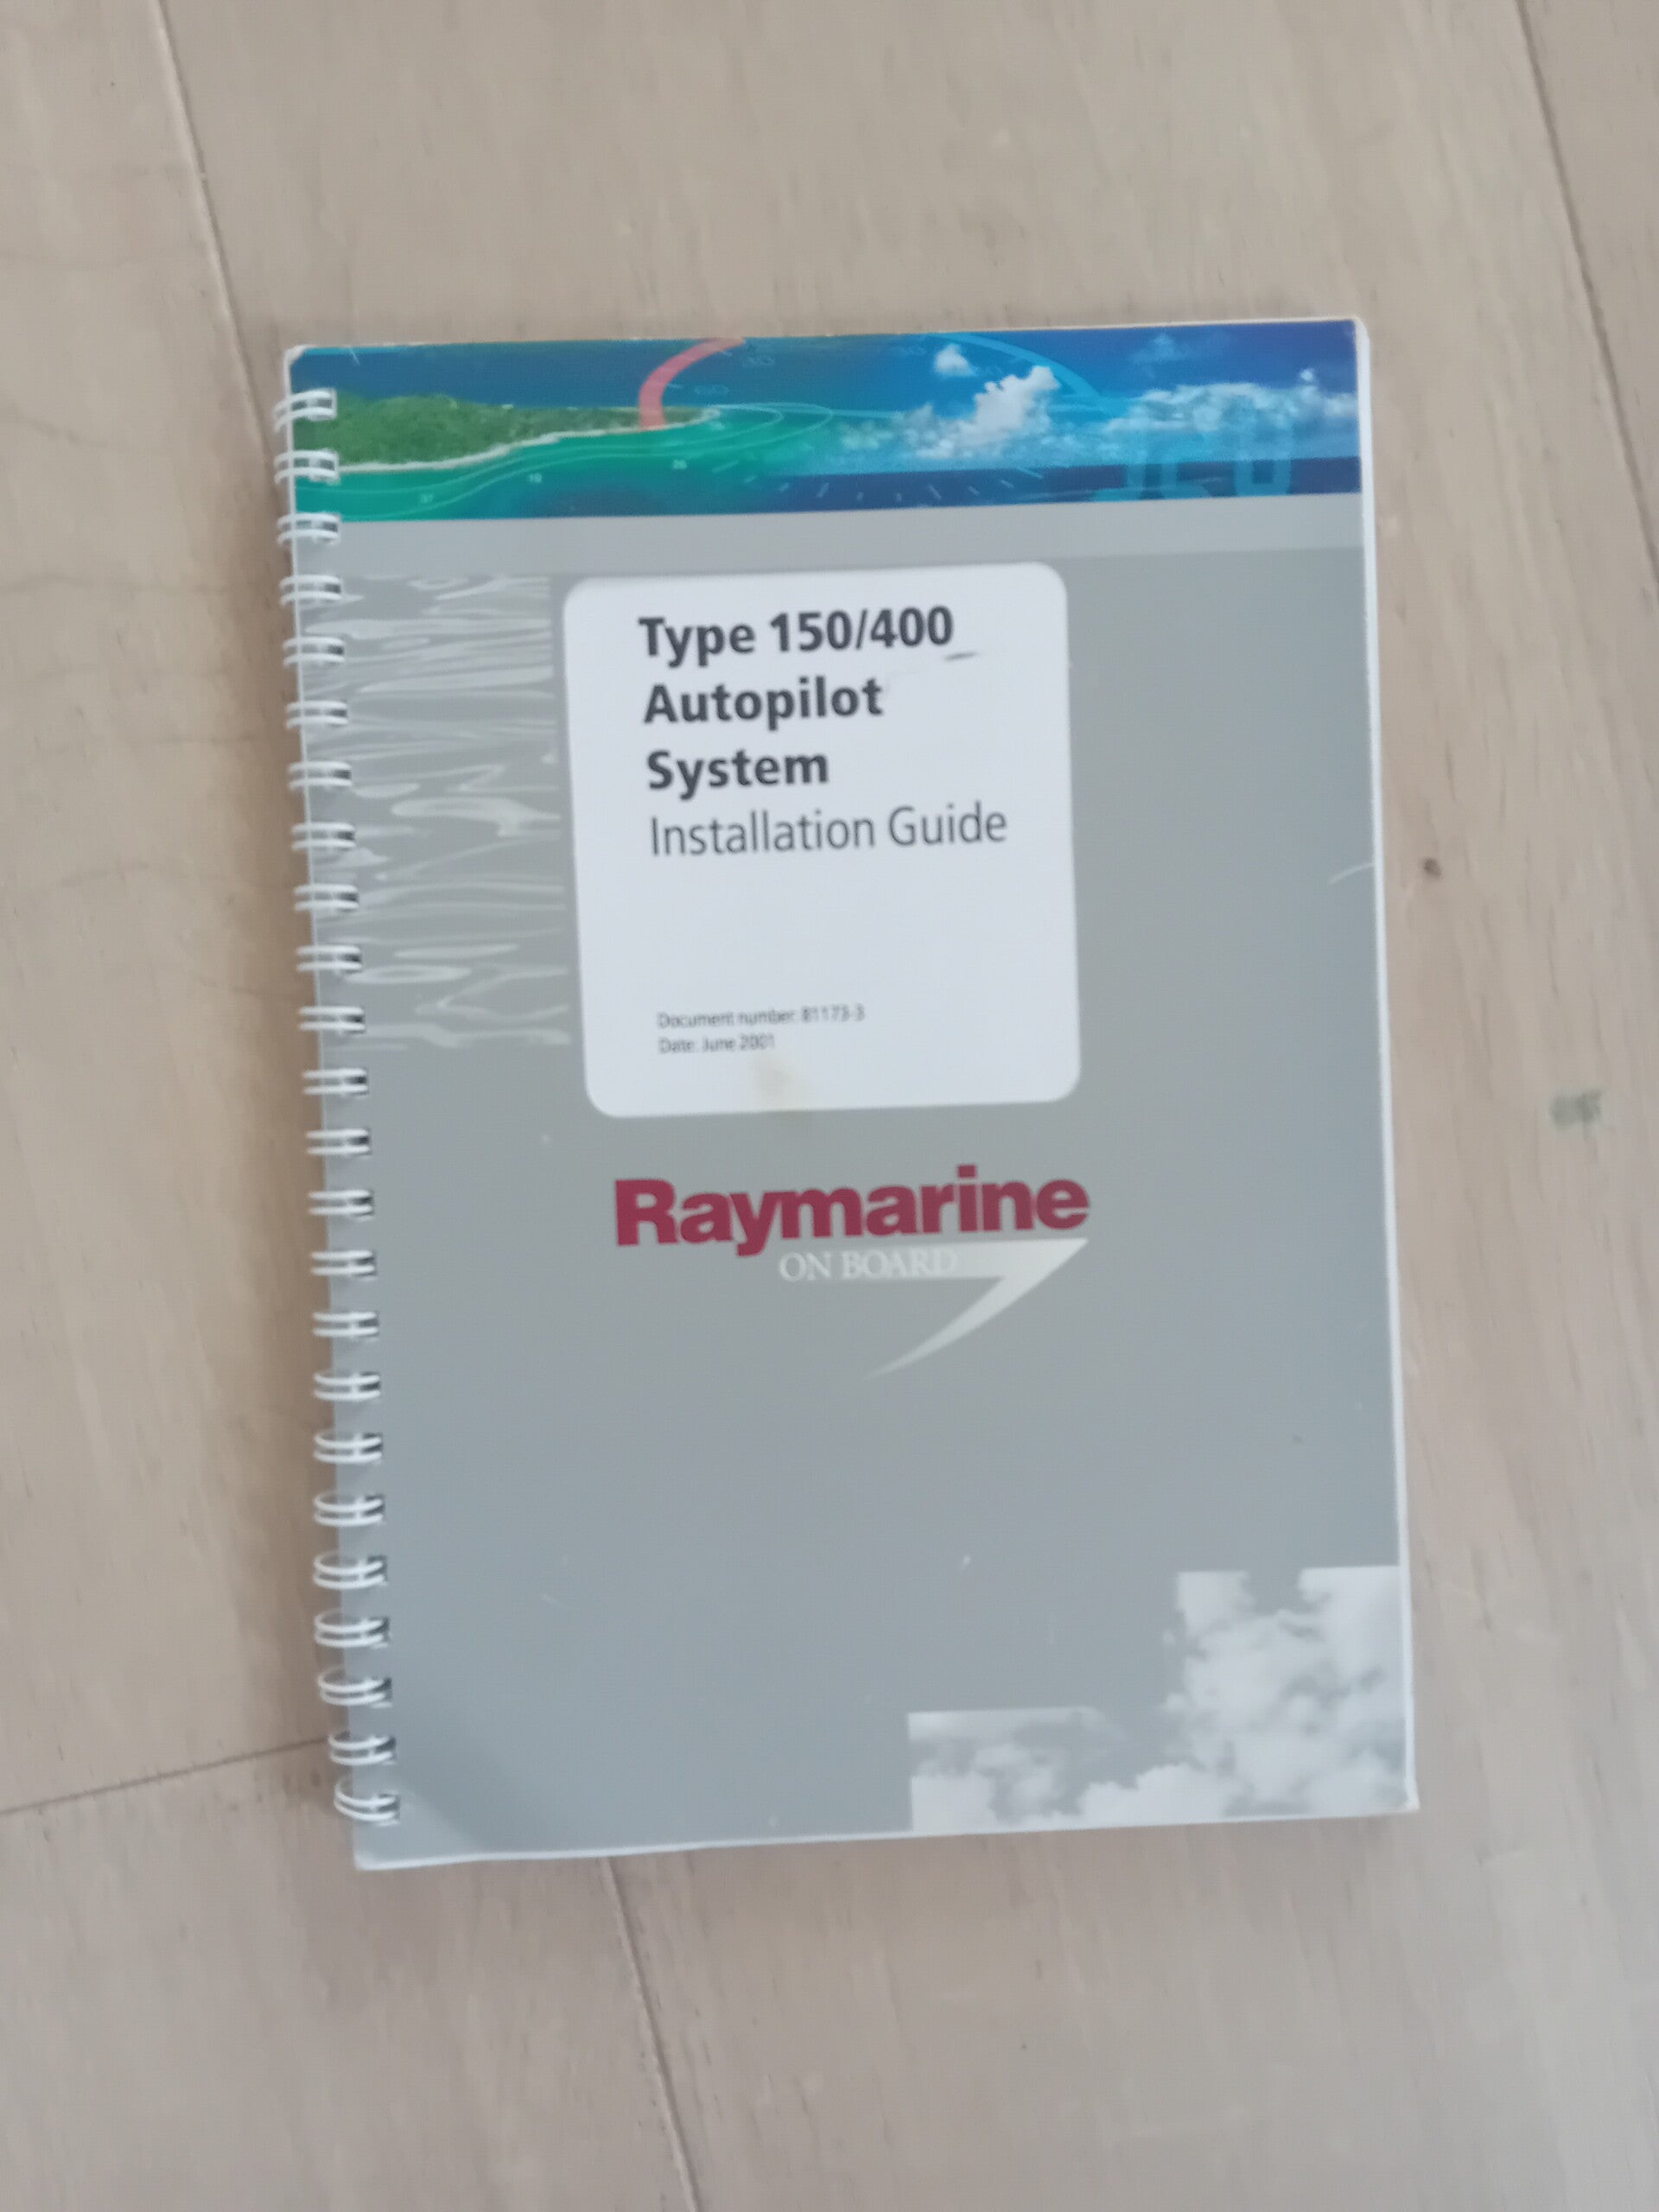 Type 150/400
Autopilot
System
Installation Guide
Document number: 81173-3
Date: June 2001
Raymarine
ON BOARD